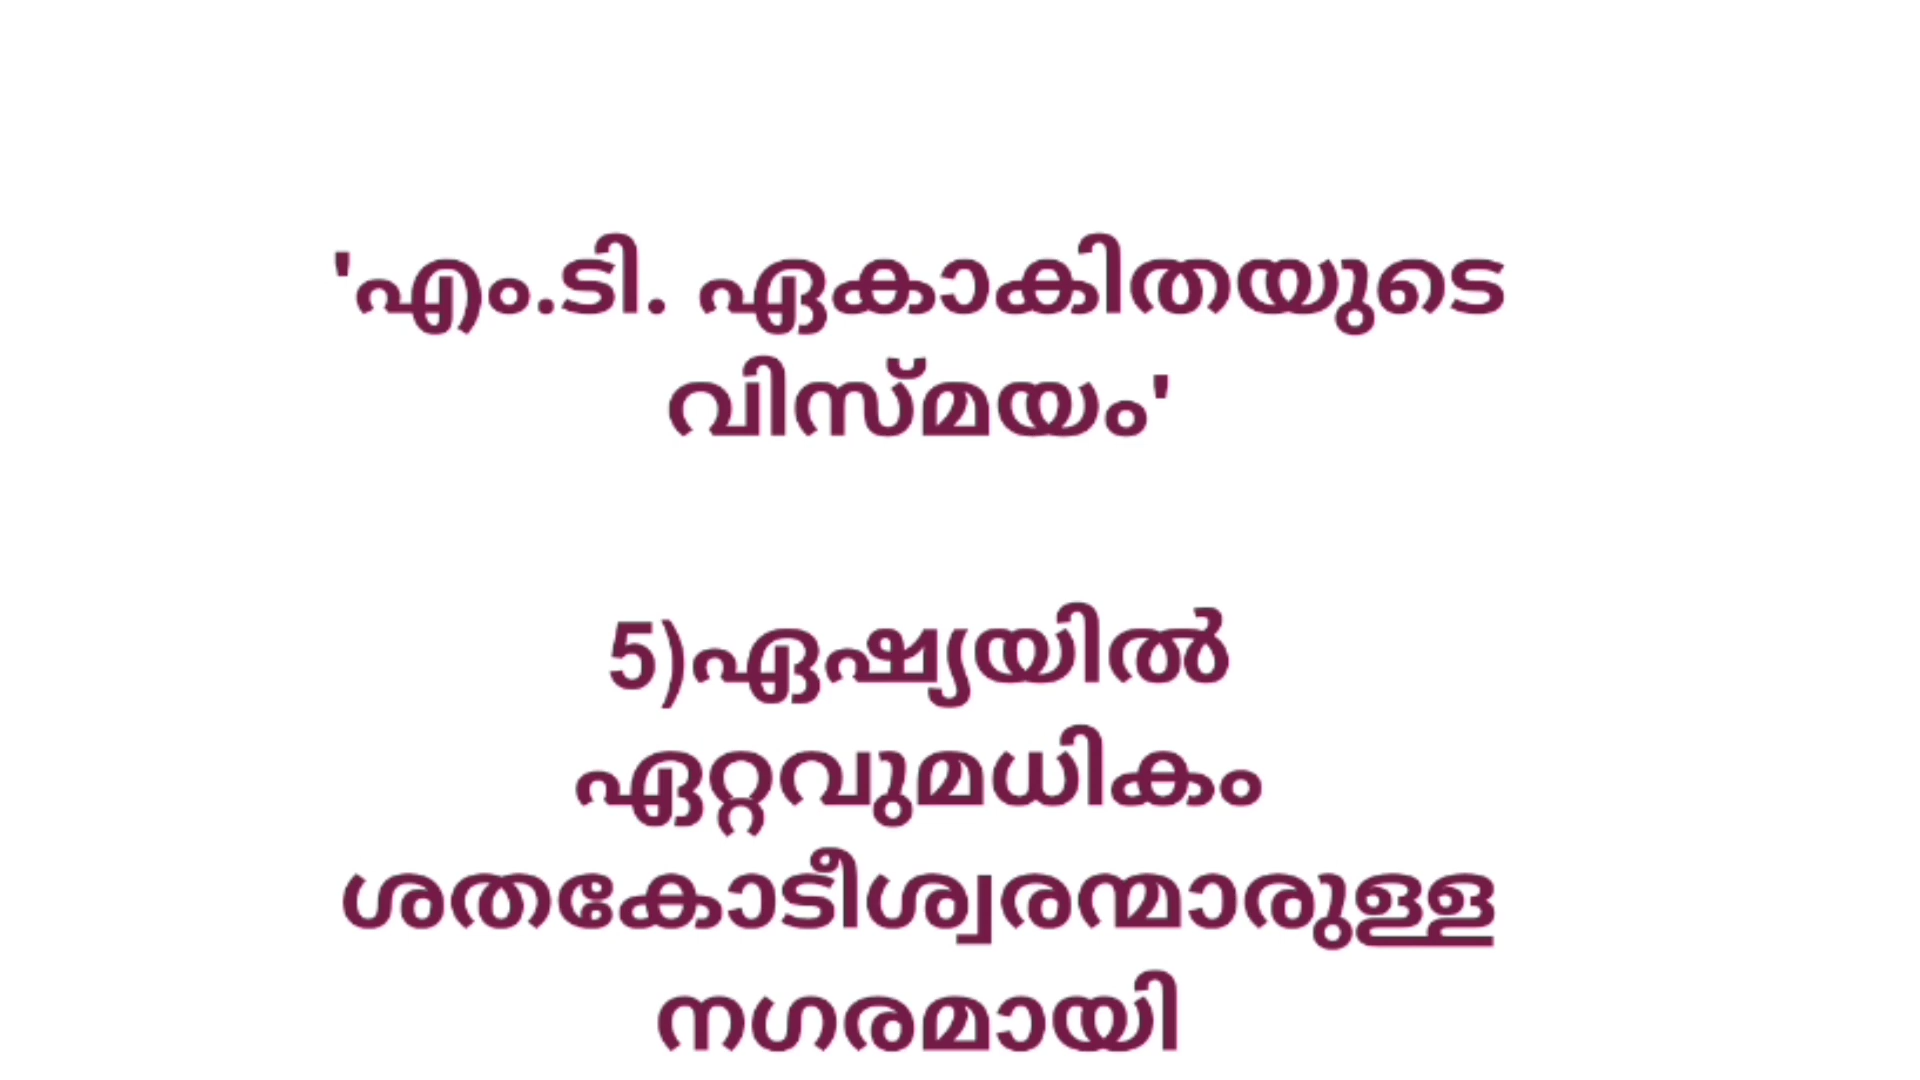 'എം.ടി. ഏകാകിതയുടെ
വിസ്മയം'
5)ഏഷ്യയിൽ
ഏറ്റവുമധികം
ശതകോടീശ്വരന്മാരുള്ള
നഗരമായി